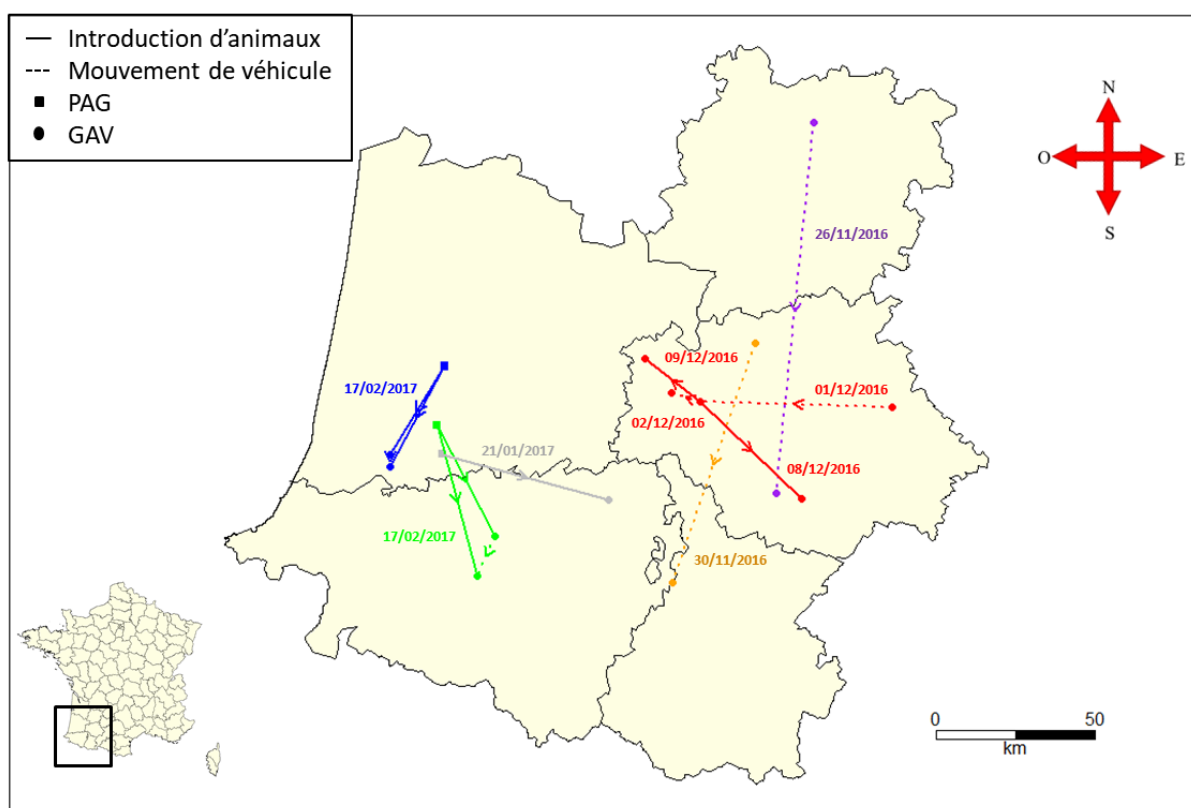 Introduction d’animaux
Mouvement de véhicule
PAG
GAV
N
O
E
S
26/11/2016
09/12/2016
17/02/2017
01/12/2016
02/12/2016
21/01/2017
08/12/2016
17/02/2017
30/11/2016
0
50
km